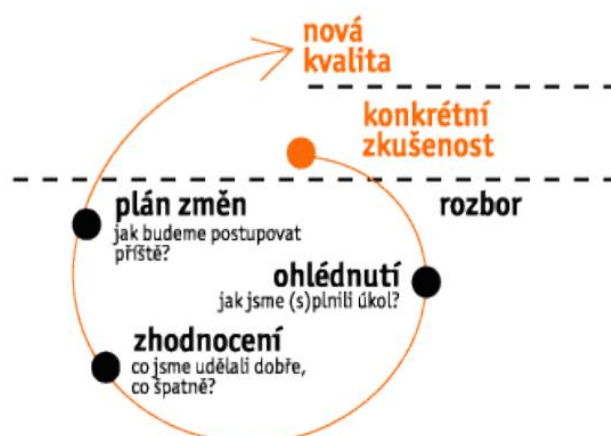 nová
kvalita
konkrétní
zkušenost
plán změn
jak budeme postupovat
příště?
rozbor
ohlédnutí
jak jsme (s)plnili úkol?
zhodnocení
co jsme udělali dobře,
co špatně?